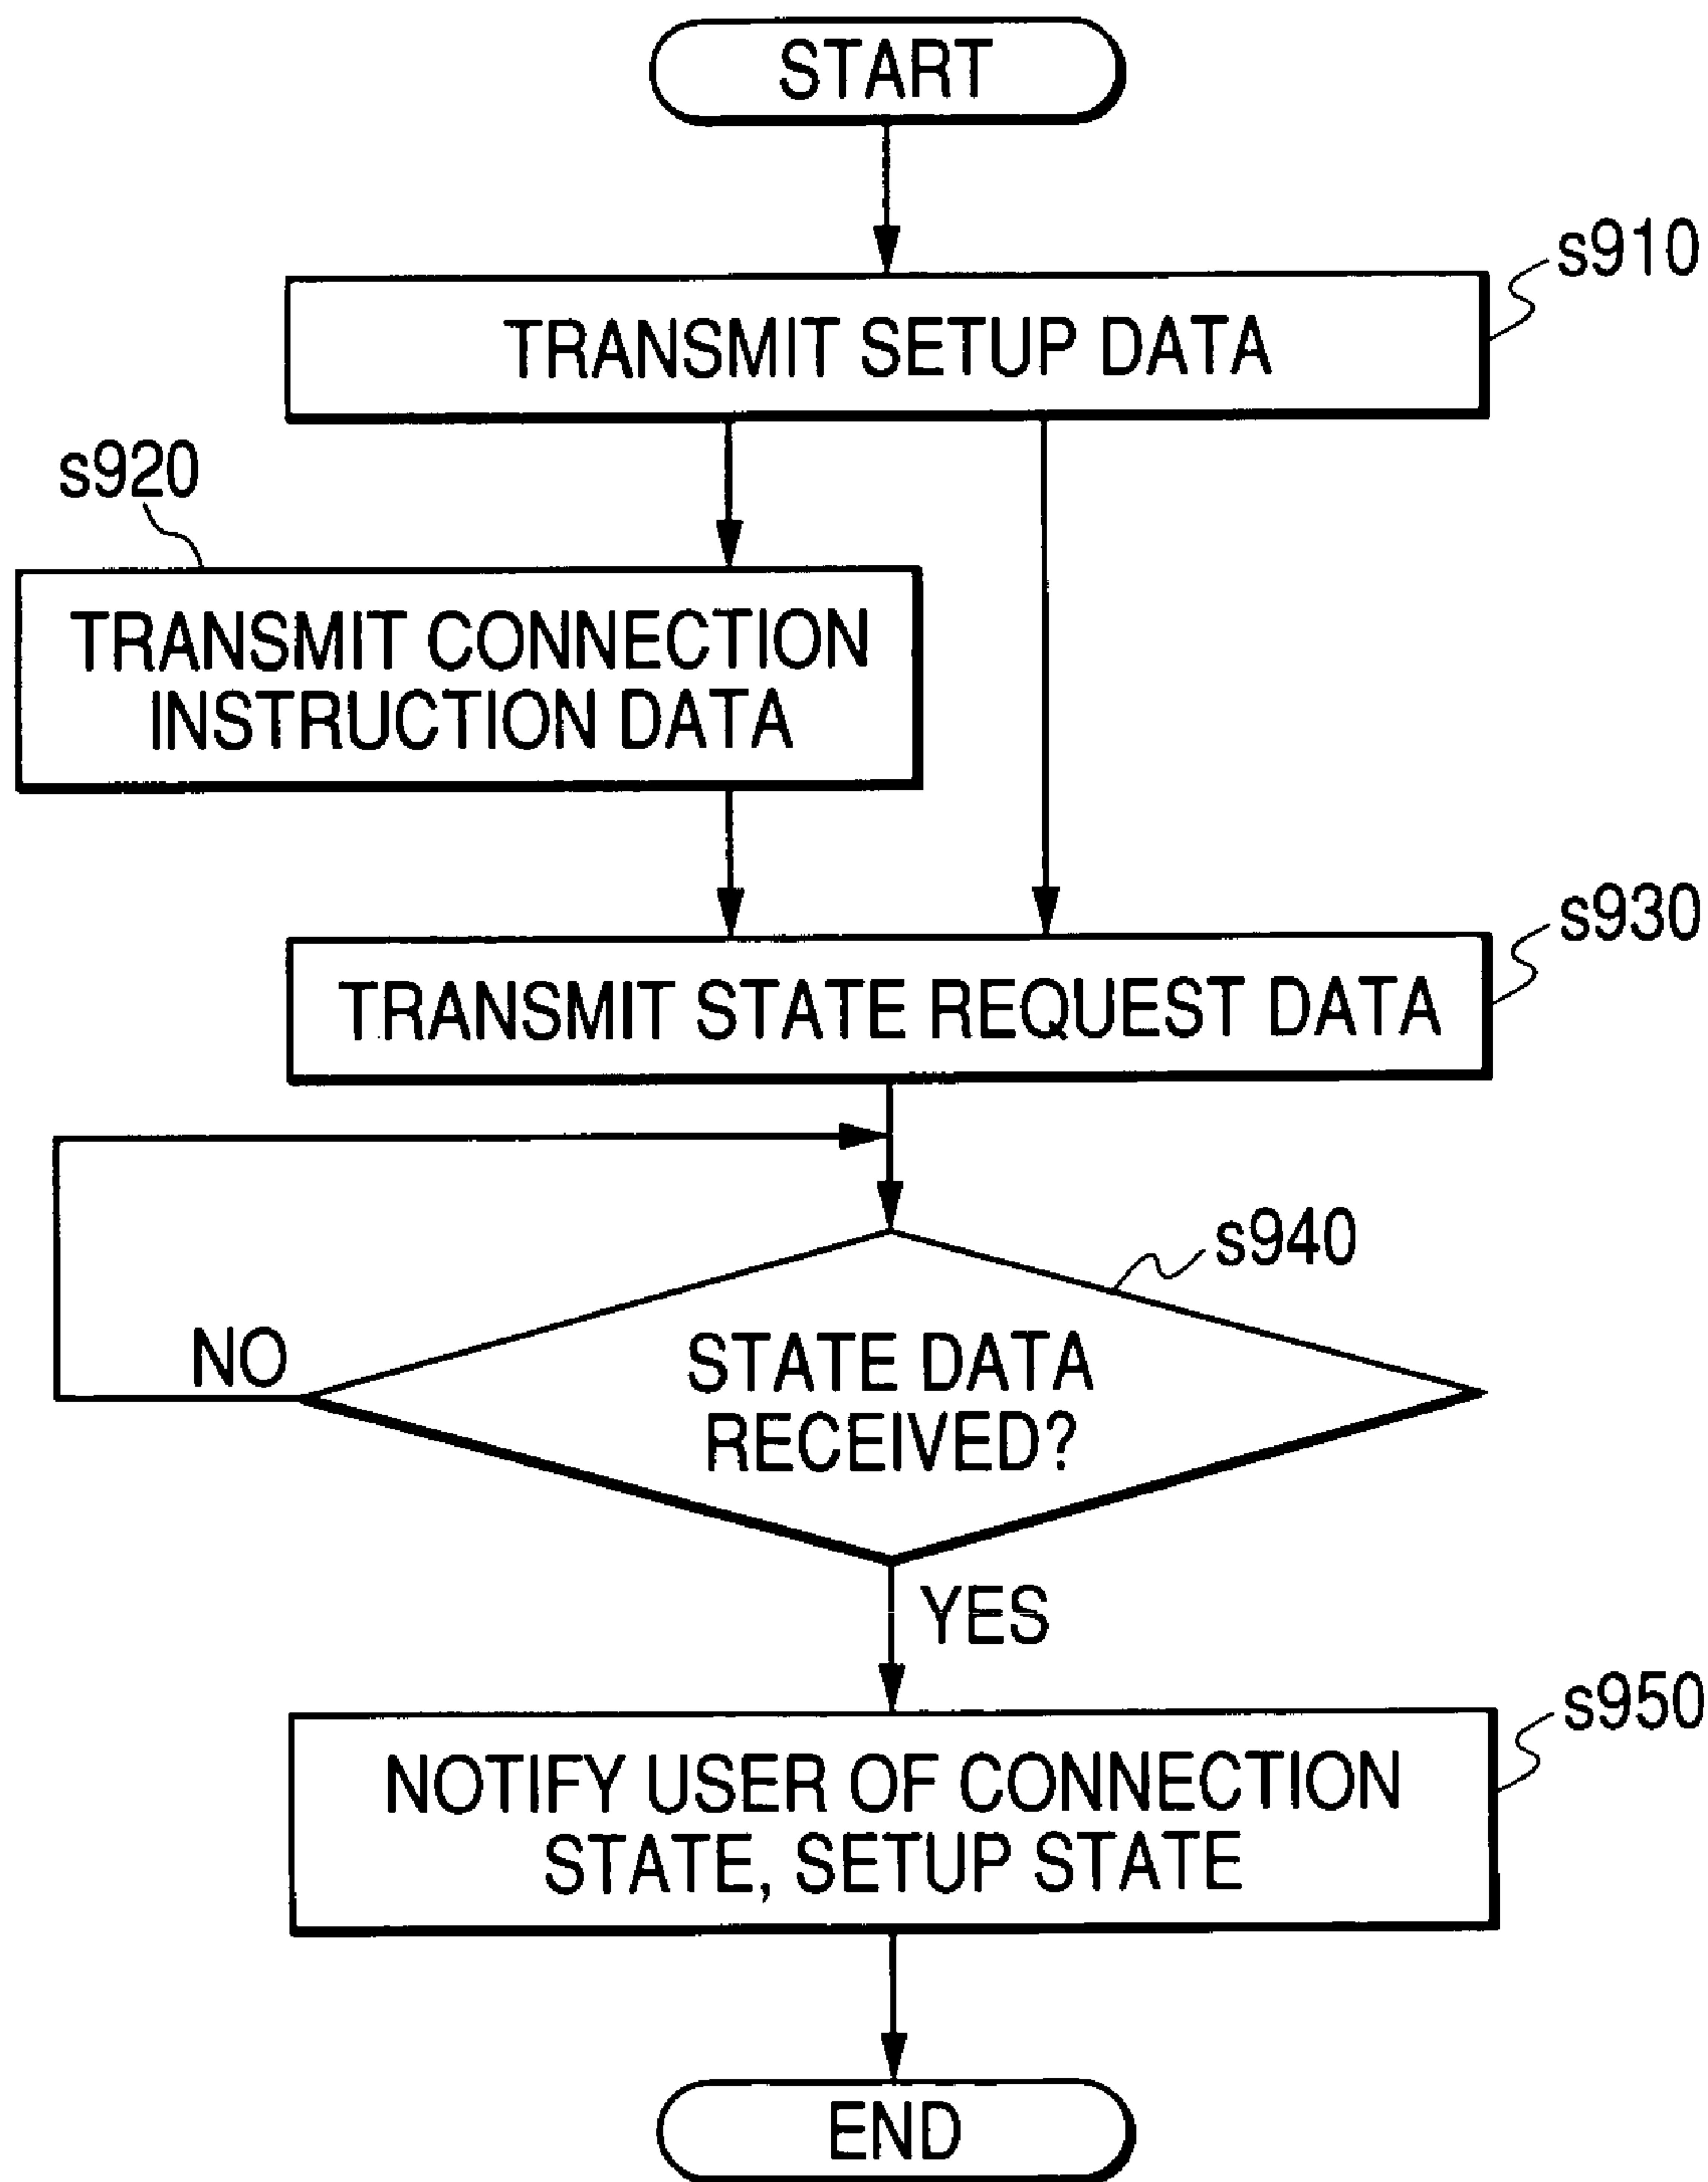 START
s910
TRANSMIT SETUP DATA
s920
TRANSMIT CONNECTION
INSTRUCTION DATA
s930
TRANSMIT STATE REQUEST DATA
s940
NO
STATE DATA
RECEIVED?
YES
s950
NOTIFY USER OF CONNECTION
STATE, SETUP STATE
END